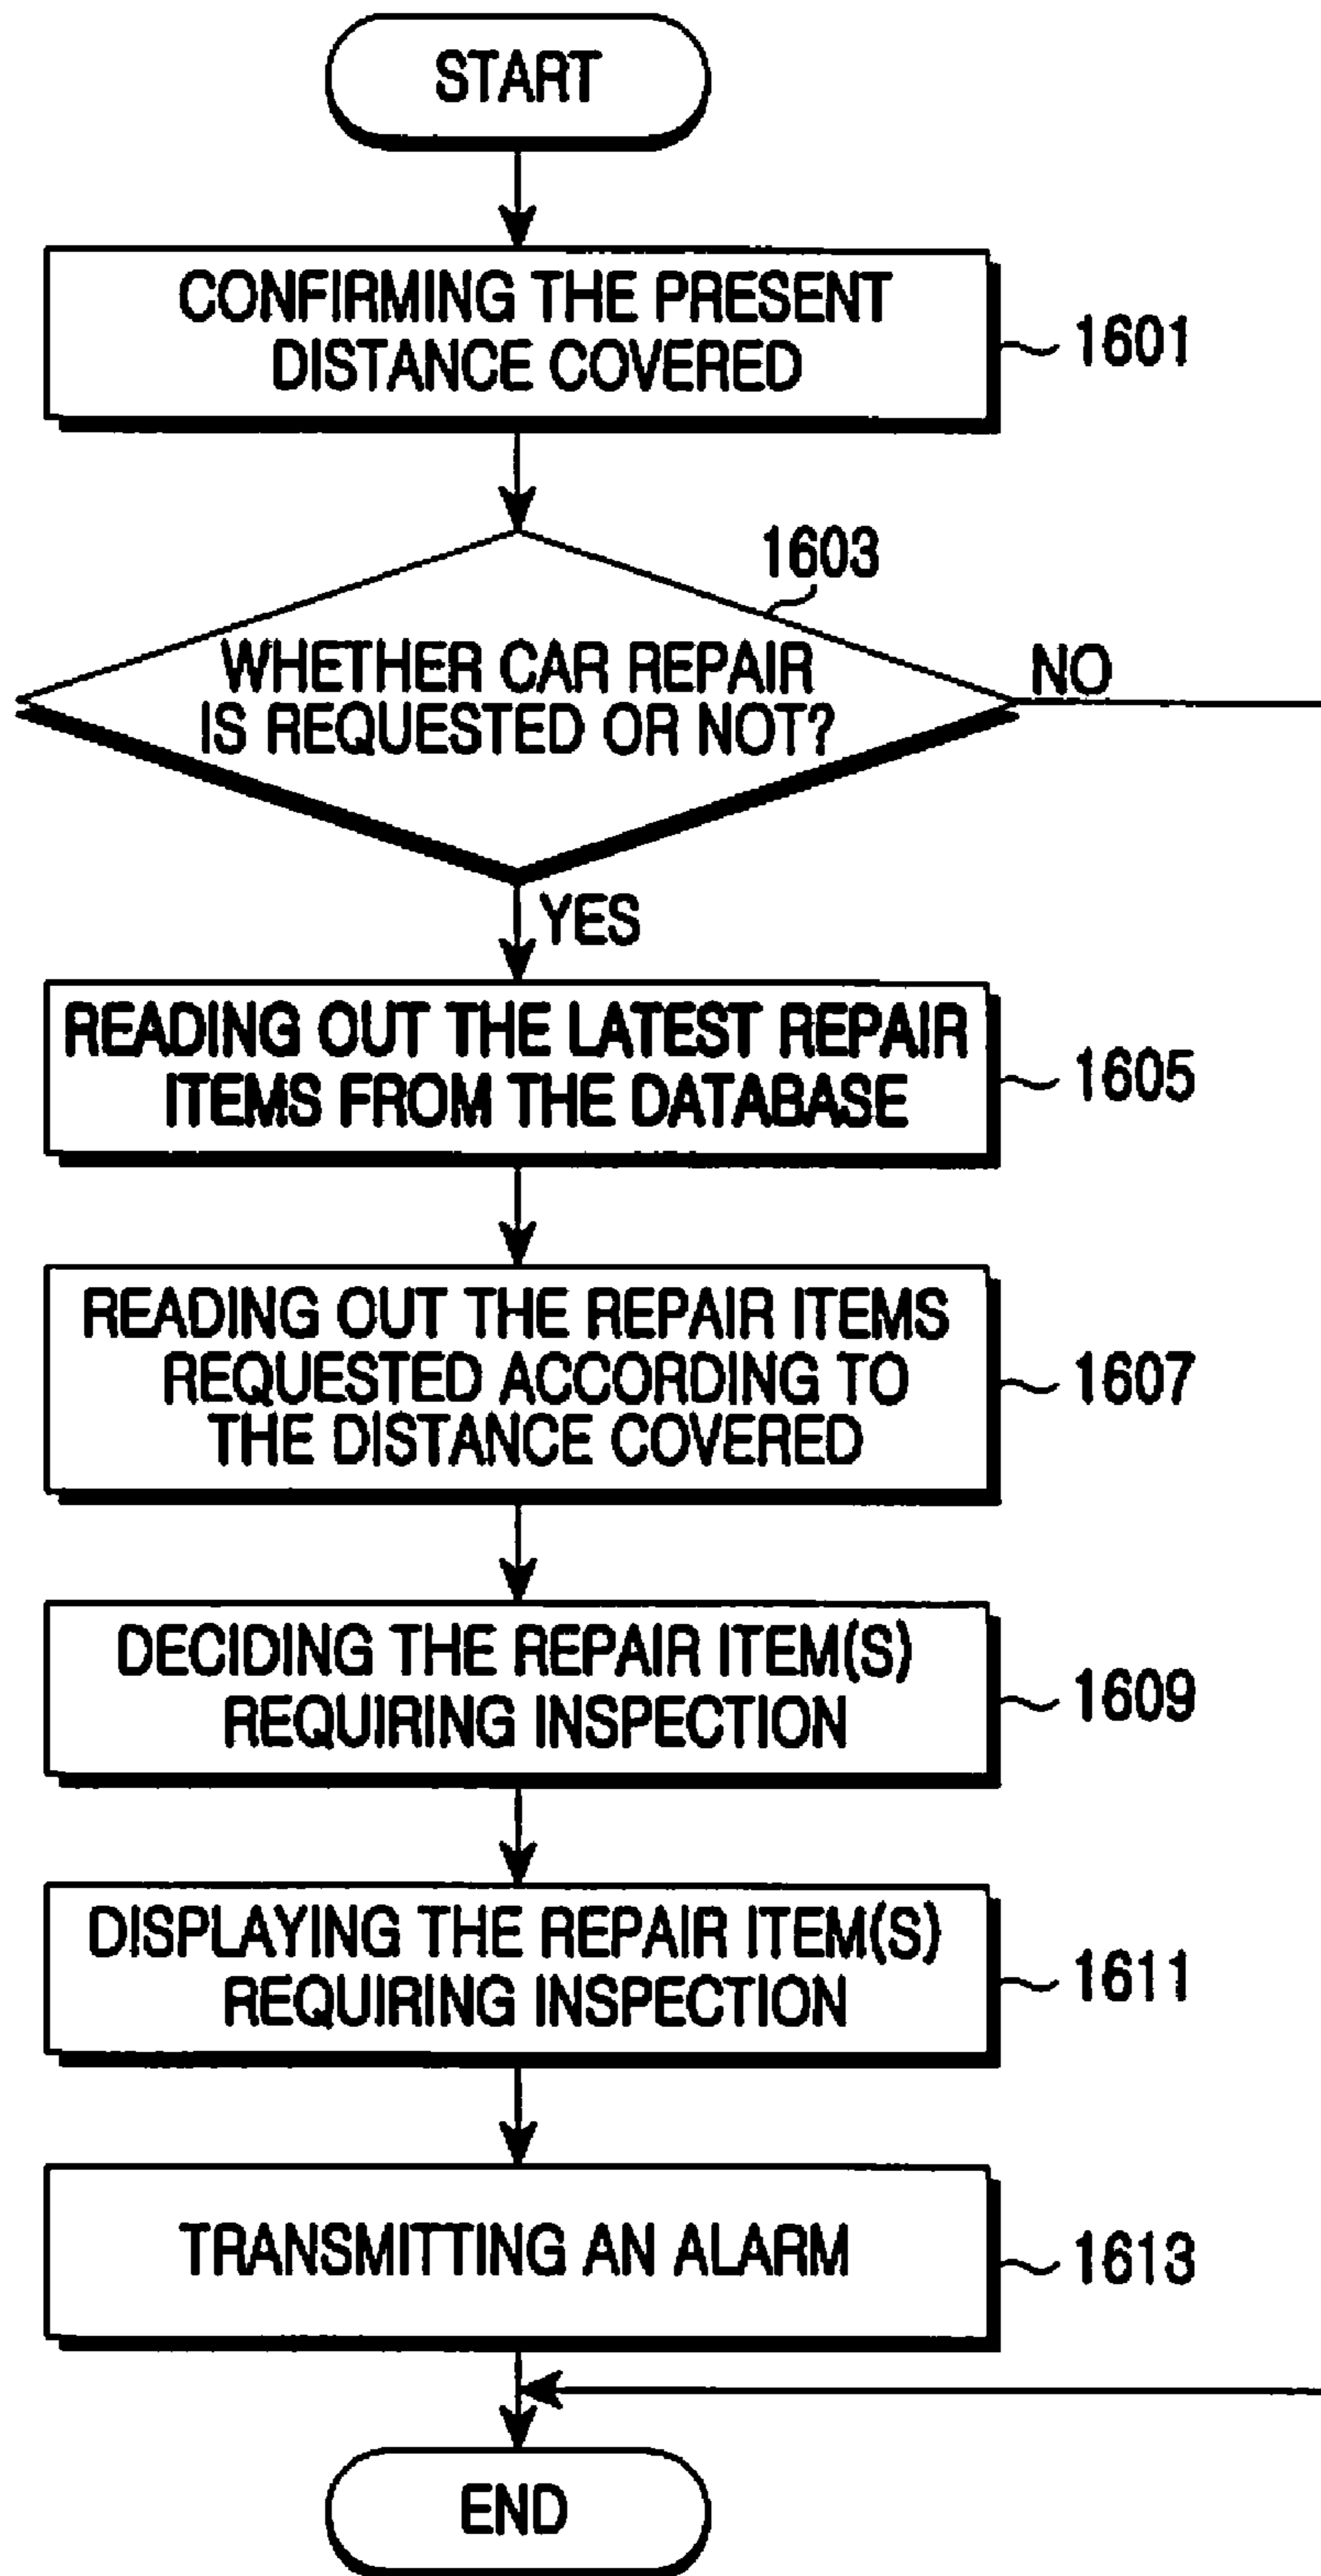 START
CONFIRMING THE PRESENT
DISTANCE COVERED
1601
1603
WHETHER CAR REPAIR
IS REQUESTED OR NOT?
NO
YES
READING OUT THE LATEST REPAIR
ITEMS FROM THE DATABASE
1605
READING OUT THE REPAIR ITEMS
REQUESTED ACCORDING TO
THE DISTANCE COVERED
1607
DECIDING THE REPAIR ITEM(S)
REQUIRING INSPECTION
1609
DISPLAYING THE REPAIR ITEM(S)
REQUIRING INSPECTION
1611
TRANSMITTING AN ALARM
1613
END